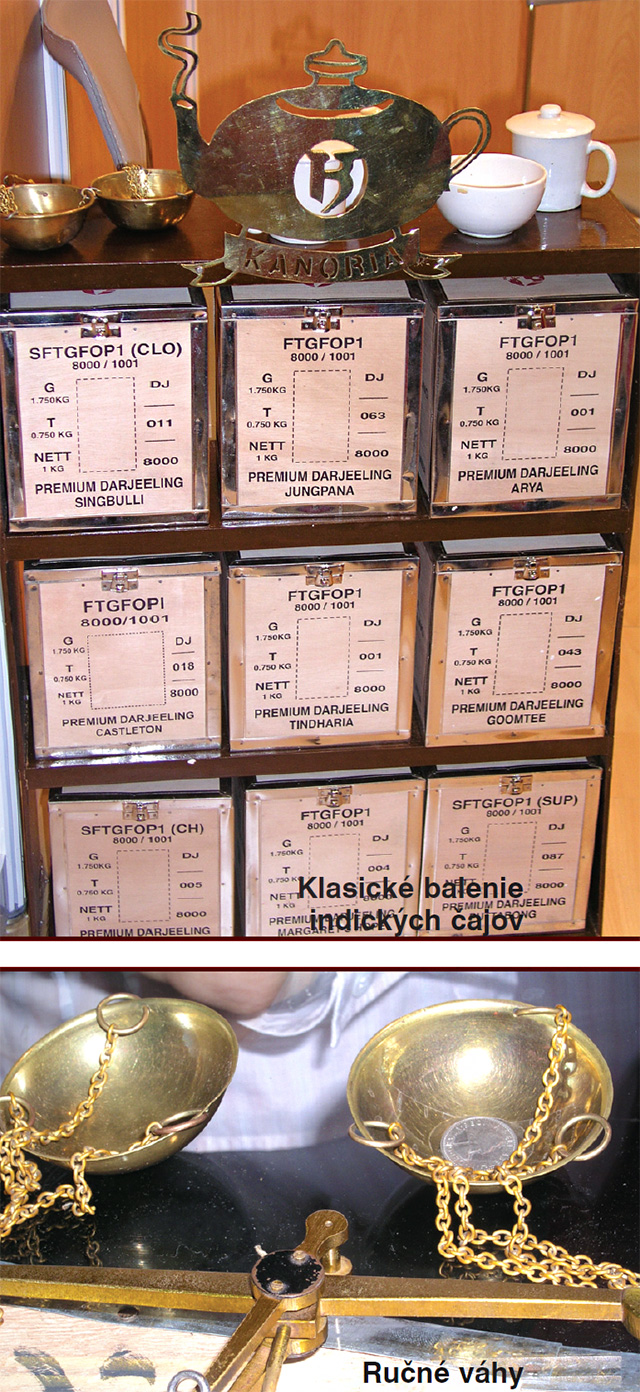 KANORIA
SFTGFOP1 (CLO)
8000 / 1001
G
1.750KG
DJ
T
0.750 KG
011
NETT
1 KG
8000
PREMIUM DARJEELING
SINGBULLI
FTGFOP1
8000 / 1001
G
1.750KG
DJ
T
0.750 KG
063
NETT
1 KG
8000
PREMIUM DARJEELING
JUNGPANA
FTGFOP1
8000 / 1001
G
1.750KG
DJ
T
0.750 KG
001
NETT
1 KG
8000
PREMIUM DARJEELING
ARYA
FTGFOPI
8000/1001
G
1.750 KG
DJ
T
0.750 KG
018
NETT
1 KG
8000
PREMIUM DARJEELING
CASTLETON
FTGFOP1
8000 / 1001
G
1.750KG
DJ
T
0.750 KG
001
NETT
1 KG
8000
PREMIUM DARJEELING
TINDHARIA
FTGFOP1
8000 / 1001
G
1.750KG
DJ
T
0.750 KG
043
NETT
1 KG
8000
PREMIUM DARJEELING
GOOMTEE
SFTGFOP1 (CH)
8000 / 1001
G
1.750KG
DJ
T
0.750 KG
005
NETT
1 KG
8000
PREMIUM DARJEELING
FTGFOP1
8000 / 1001
G
1.750KG
DJ
T
0.750 KG
004
NETT
8000
PREMIUM DARJEELING
SFTGFOP1 (SUP)
8000 / 1001
G
1.750KG
DJ
T
0.750 KG
087
8000
Klasické balenie
indických čajov
Ručné váhy